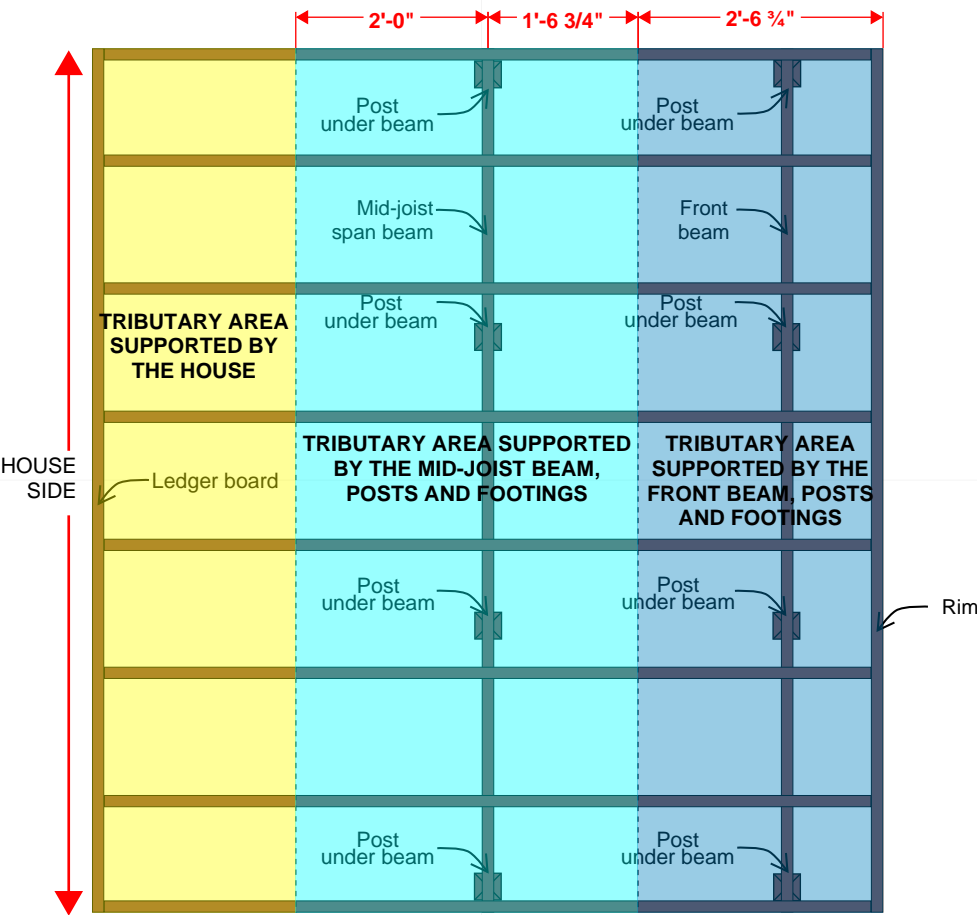 2'-0"
1'-6 3/4"
2'-6 ¾"
Post
under beam
Post
under beam
Mid-joist
span beam
Front
beam
Post
under beam
Post
under beam
TRIBUTARY AREA
SUPPORTED BY
THE HOUSE
TRIBUTARY AREA SUPPORTED
BY THE MID-JOIST BEAM,
POSTS AND FOOTINGS
TRIBUTARY AREA
SUPPORTED BY THE
FRONT BEAM, POSTS
AND FOOTINGS
HOUSE
SIDE
Ledger board
Post
under beam
Post
under beam
Rim
Post
under beam
Post
under beam